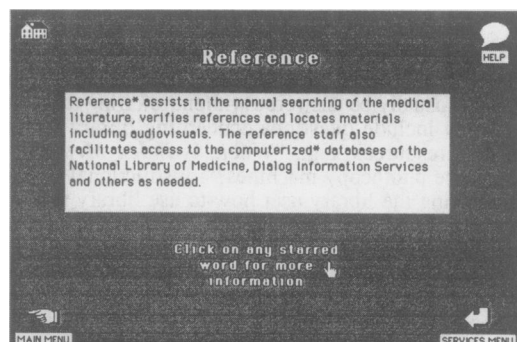 HELP
Reference
Reference* assists in the manual searching of the medical
literature, verifies references and locates materials
including audiovisuals. The reference staff also
facilitates access to the computerized* databases of the
National Library of Medicine, Dialog Information Services
and others as needed.
Click on any starred
word for more
information
MAIN MENU
SERVICES MENU